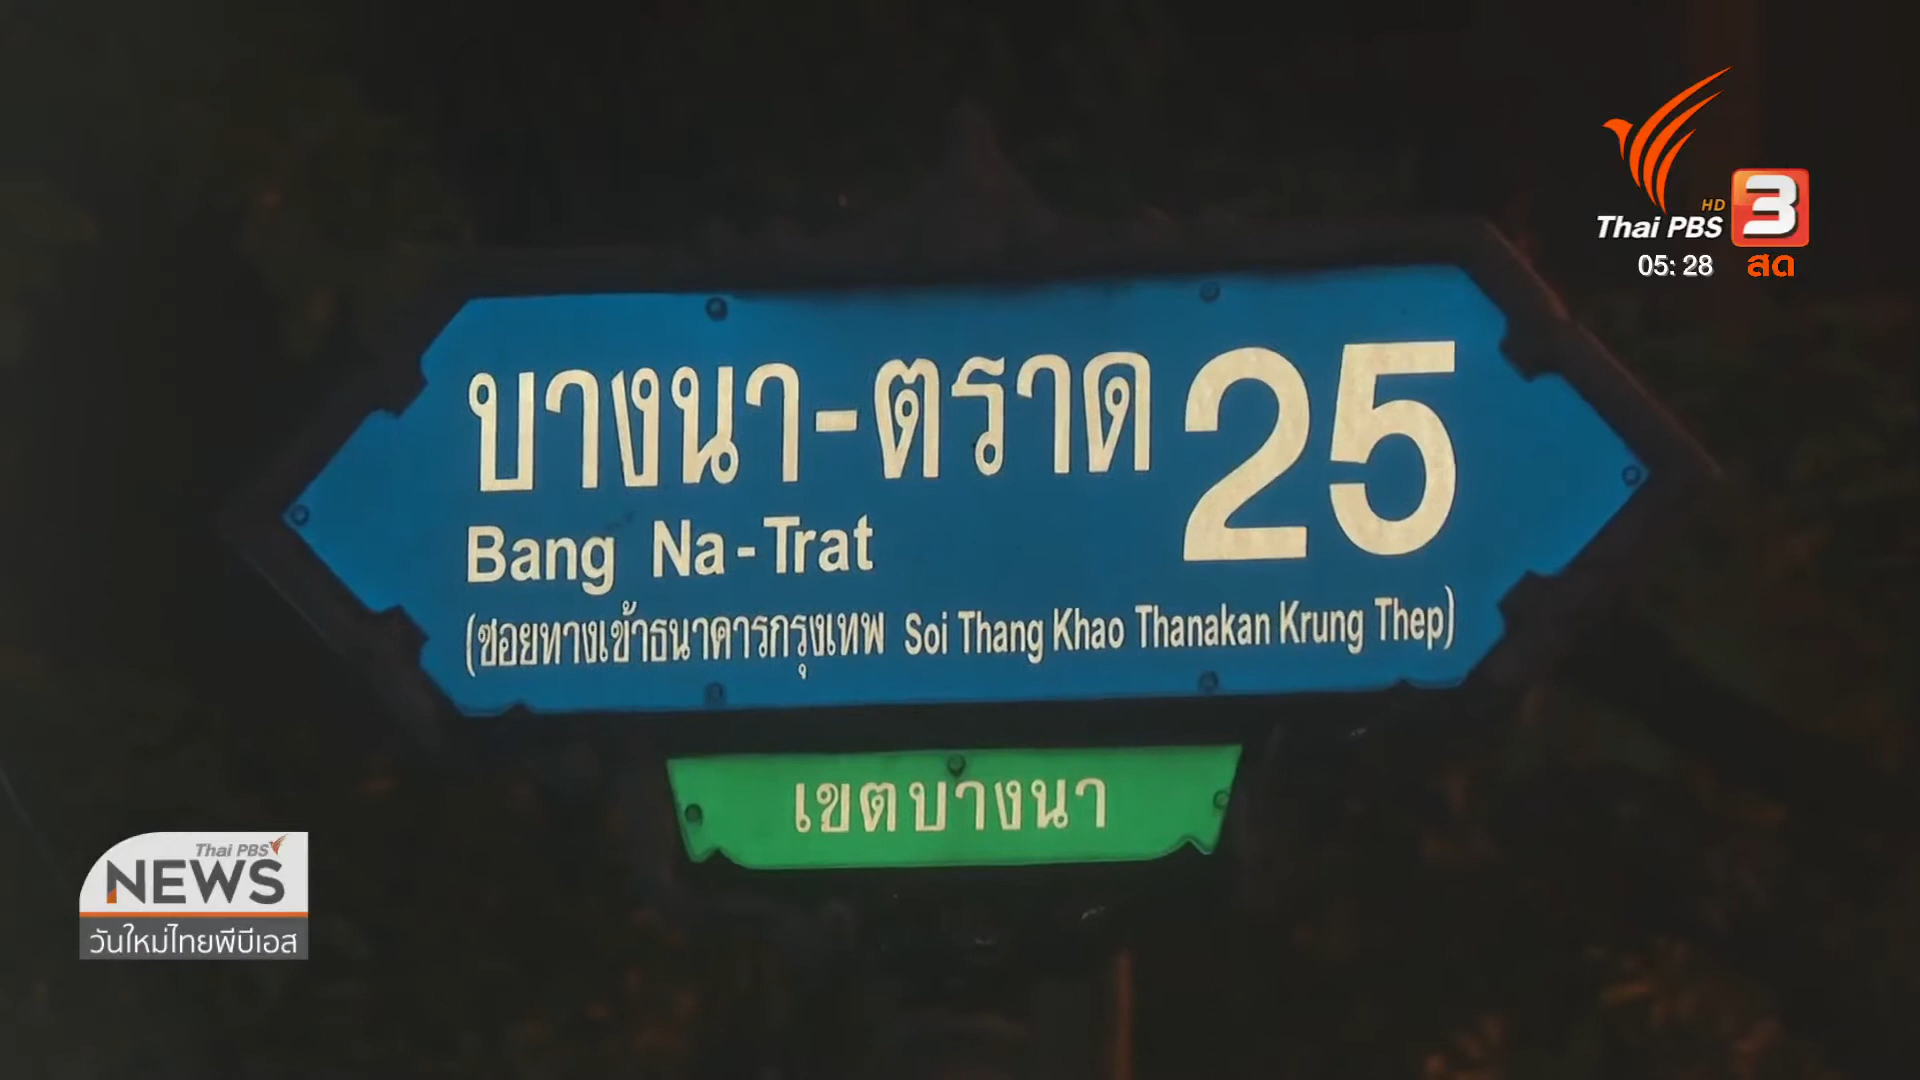 HD
Thai PBS 3
05: 28 สด
บางนา-ตราด 25
Bang Na-Trat
(ซอยทางเข้าธนาคารกรุงเทพ Soi Thang Khao Thanakan Krung Thep)
เขตบางนา
Thai PBS
NEWS
วันใหม่ไทยพีบีเอส